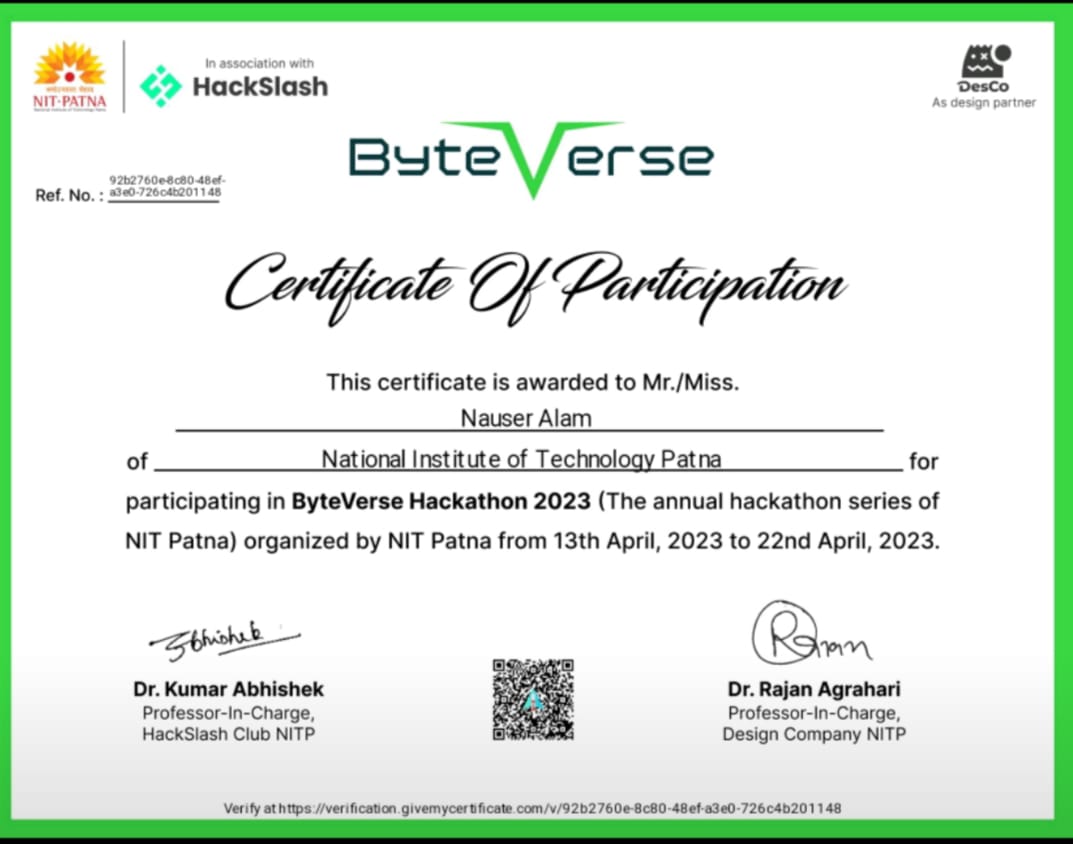 NIT-PATNA
In association with
HackSlash
DesCo
As design partner
ByteVerse
Ref. No. : 92b2760e-8c80-48ef-
a3e0-726c4b201148
Certificate Of Participation
This certificate is awarded to Mr./Miss.
Nauser Alam
of National Institute of Technology Patna for
participating in ByteVerse Hackathon 2023 (The annual hackathon series of
NIT Patna) organized by NIT Patna from 13th April, 2023 to 22nd April, 2023.
Abhishek
Rajan
Dr. Kumar Abhishek
Professor-In-Charge,
HackSlash Club NITP
Dr. Rajan Agrahari
Professor-In-Charge,
Design Company NITP
Verify at https://verification.givemycertificate.com/v/92b2760e-8c80-48ef-a3e0-726c4b201148